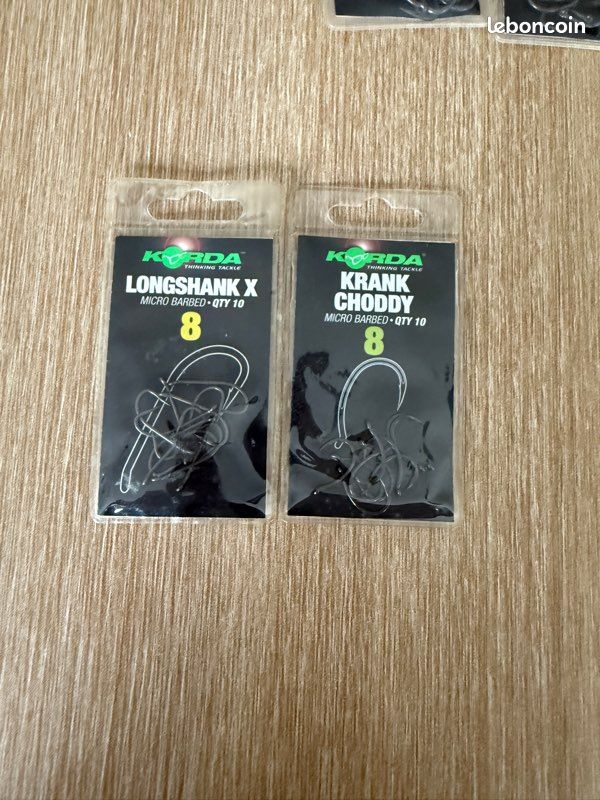 leboncoin
KORDA
THINKING TACKLE
LONGSHANK X
MICRO BARBED • QTY 10
8
KORDA
THINKING TACKLE
KRANK
CHODDY
MICRO BARBED • QTY 10
8